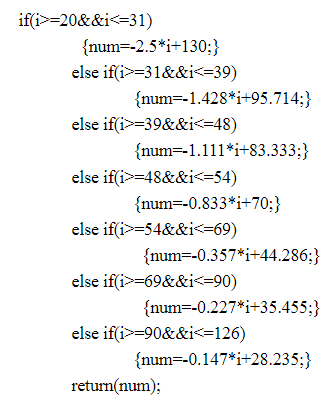 if(i>=20&&i<=31)
{num=-2.5*i+130;}
else if(i>=31&&i<=39)
{num=-1.428*i+95.714;}
else if(i>=39&&i<=48)
{num=-1.111*i+83.333;}
else if(i>=48&&i<=54)
{num=-0.833*i+70;}
else if(i>=54&&i<=69)
{num=-0.357*i+44.286;}
else if(i>=69&&i<=90)
{num=-0.227*i+35.455;}
else if(i>=90&&i<=126)
{num=-0.147*i+28.235;}
return(num);